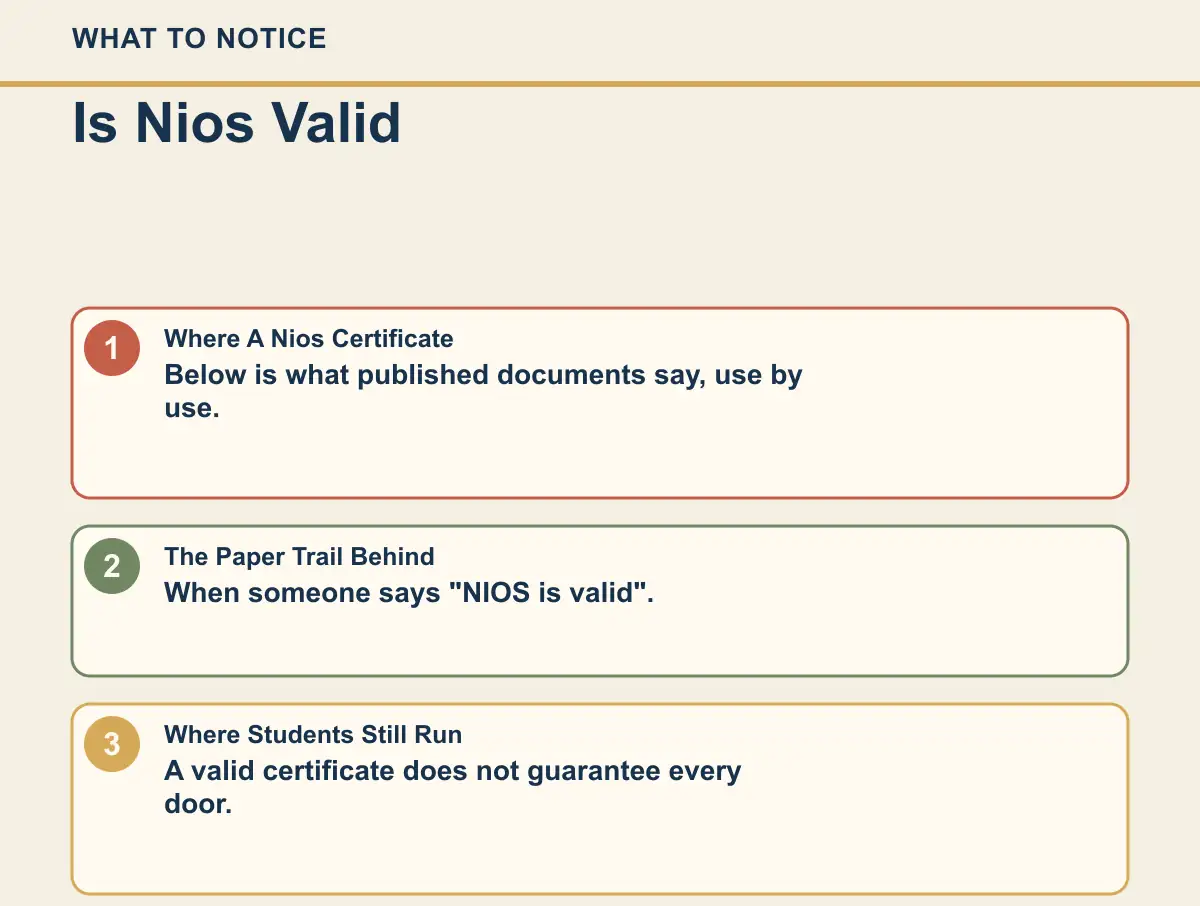 WHAT TO NOTICE
Is Nios Valid
1
Where A Nios Certificate
Below is what published documents say, use by
use.
2
The Paper Trail Behind
When someone says "NIOS is valid".
3
Where Students Still Run
A valid certificate does not guarantee every
door.